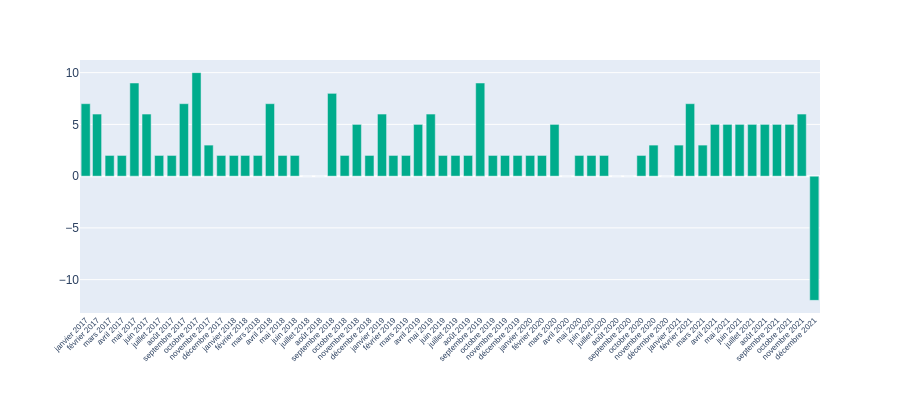 10
5
0
−5
−10
janvier 2017
février 2017
mars 2017
avril 2017
mai 2017
juin 2017
juillet 2017
août 2017
septembre 2017
octobre 2017
novembre 2017
décembre 2017
janvier 2018
février 2018
mars 2018
avril 2018
mai 2018
juin 2018
juillet 2018
août 2018
septembre 2018
octobre 2018
novembre 2018
décembre 2018
janvier 2019
février 2019
mars 2019
avril 2019
mai 2019
juin 2019
juillet 2019
août 2019
septembre 2019
octobre 2019
novembre 2019
décembre 2019
janvier 2020
février 2020
mars 2020
avril 2020
mai 2020
juin 2020
juillet 2020
août 2020
septembre 2020
octobre 2020
novembre 2020
décembre 2020
janvier 2021
février 2021
mars 2021
avril 2021
mai 2021
juin 2021
juillet 2021
août 2021
septembre 2021
octobre 2021
novembre 2021
décembre 2021